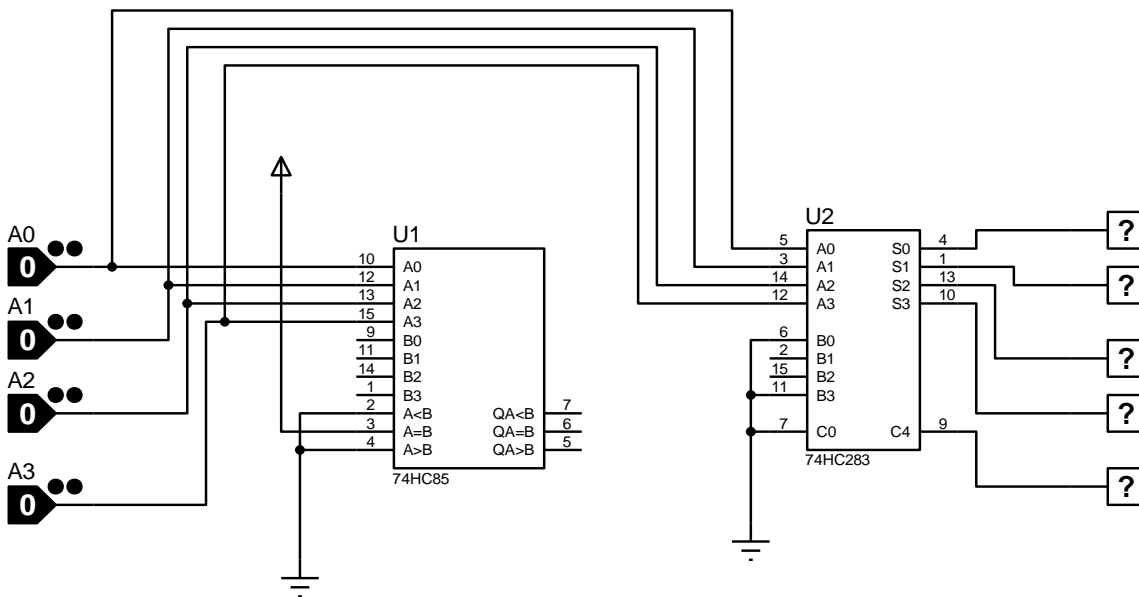 A0
0
A1
0
A2
0
A3
0
U1
10 A0
12 A1
13 A2
15 A3
9 B0
11 B1
14 B2
1 B3
2 A<B QA<B 7
3 A=B QA=B 6
4 A>B QA>B 5
74HC85
U2
5 A0 S0 4
3 A1 S1 1
14 A2 S2 13
12 A3 S3 10
6 B0
2 B1
15 B2
11 B3
7 C0 C4 9
74HC283
?
?
?
?
?